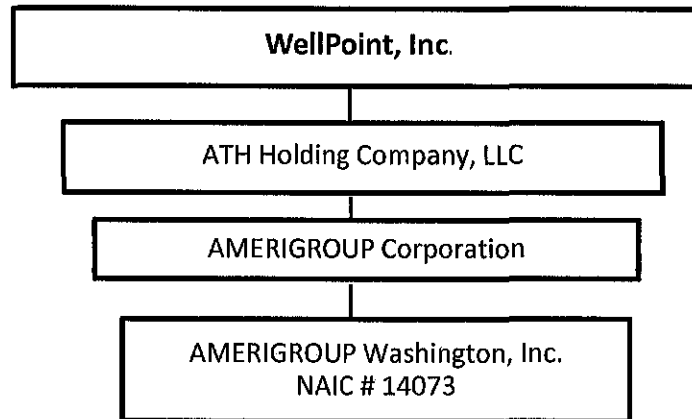 WellPoint, Inc.
ATH Holding Company, LLC
AMERIGROUP Corporation
AMERIGROUP Washington, Inc.
NAIC # 14073